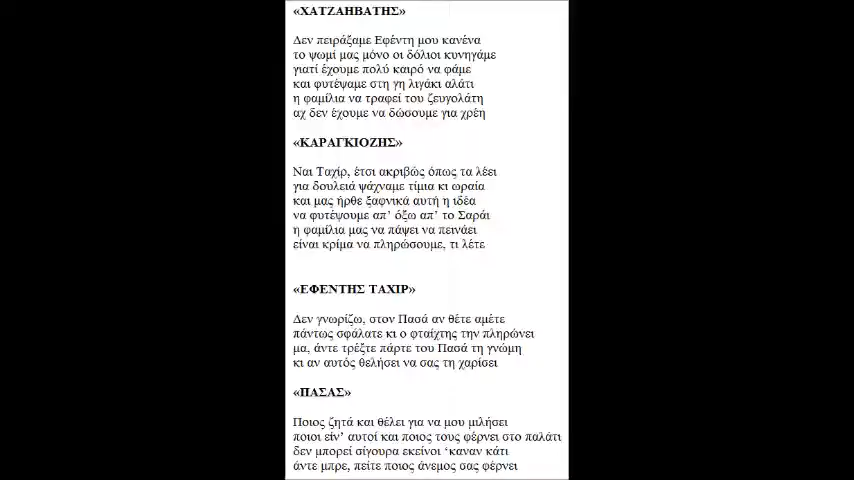 «ΧΑΤΖΑΗΒΑΤΗΣ»
Δεν πειράξαμε Εφέντη μου κανένα
το ψωμί μας μόνο οι δόλιοι κυνηγάμε
γιατί έχουμε πολύ καιρό να φάμε
και φυτέψαμε στη γη λιγάκι αλάτι
η φαμίλια να τραφεί του ζευγολάτη
αχ δεν έχουμε να δώσουμε για χρέη
«ΚΑΡΑΓΚΙΟΖΗΣ»
Ναι Ταχίρ, έτσι ακριβώς όπως τα λέει
για δουλειά ψάχναμε τίμια κι ωραία
και μας ήρθε ξαφνικά αυτή η ιδέα
να φυτέψουμε απ’ όξω απ’ το Σαράι
η φαμίλια μας να πάψει να πεινάει
είναι κρίμα να πληρώσουμε, τι λέτε
«ΕΦΕΝΤΗΣ ΤΑΧΙΡ»
Δεν γνωρίζω, στον Πασά αν θέτε αμέτε
πάντως σφάλατε κι ο φταίχτης την πληρώνει
μα, άντε τρέξτε πάρτε του Πασά τη γνώμη
κι αν αυτός θελήσει να σας τη χαρίσει
«ΠΑΣΑΣ»
Ποιος ζητά και θέλει για να μου μιλήσει
ποιοι είν’ αυτοί και ποιος τους φέρνει στο παλάτι
δεν μπορεί σίγουρα εκείνοι ‘καναν κάτι
άντε μπρε, πείτε ποιος άνεμος σας φέρνει